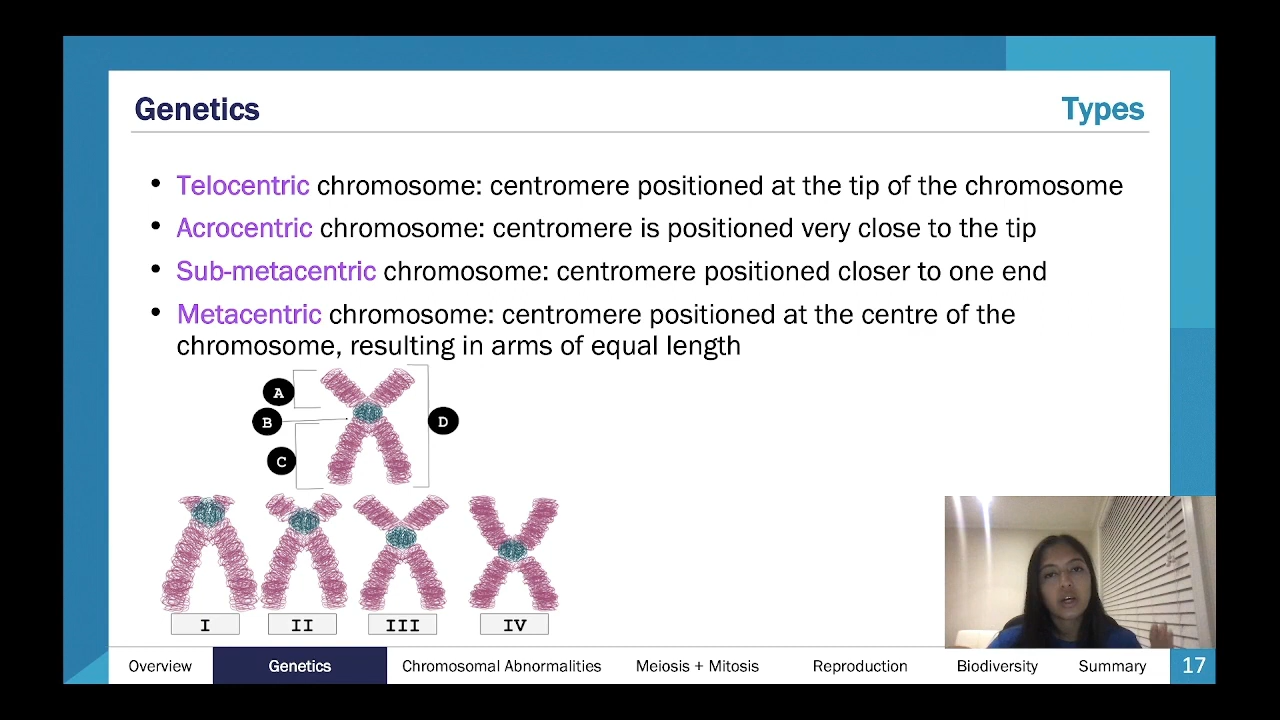 Genetics
Types
• Telocentric chromosome: centromere positioned at the tip of the chromosome
• Acrocentric chromosome: centromere is positioned very close to the tip
• Sub-metacentric chromosome: centromere positioned closer to one end
• Metacentric chromosome: centromere positioned at the centre of the
chromosome, resulting in arms of equal length
A
B
C
D
I
II
III
IV
Overview
Genetics
Chromosomal Abnormalities
Meiosis + Mitosis
Reproduction
Biodiversity
Summary
17